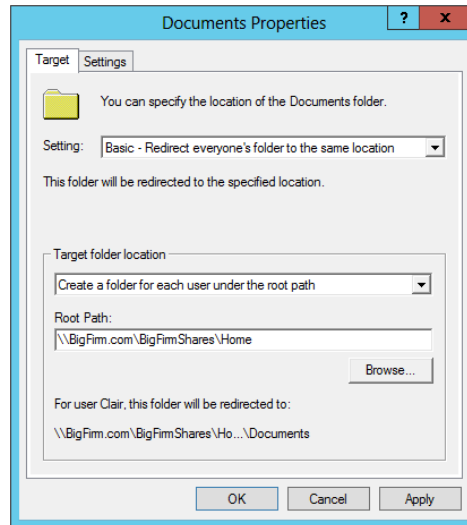 Documents Properties
?
x
Target
Settings
You can specify the location of the Documents folder.
Setting:
Basic - Redirect everyone's folder to the same location
This folder will be redirected to the specified location.
Target folder location
Create a folder for each user under the root path
Root Path:
\\BigFirm.com\BigFirmShares\Home
Browse...
For user Clair, this folder will be redirected to:
\\BigFirm.com\BigFirmShares\Ho...\Documents
OK
Cancel
Apply